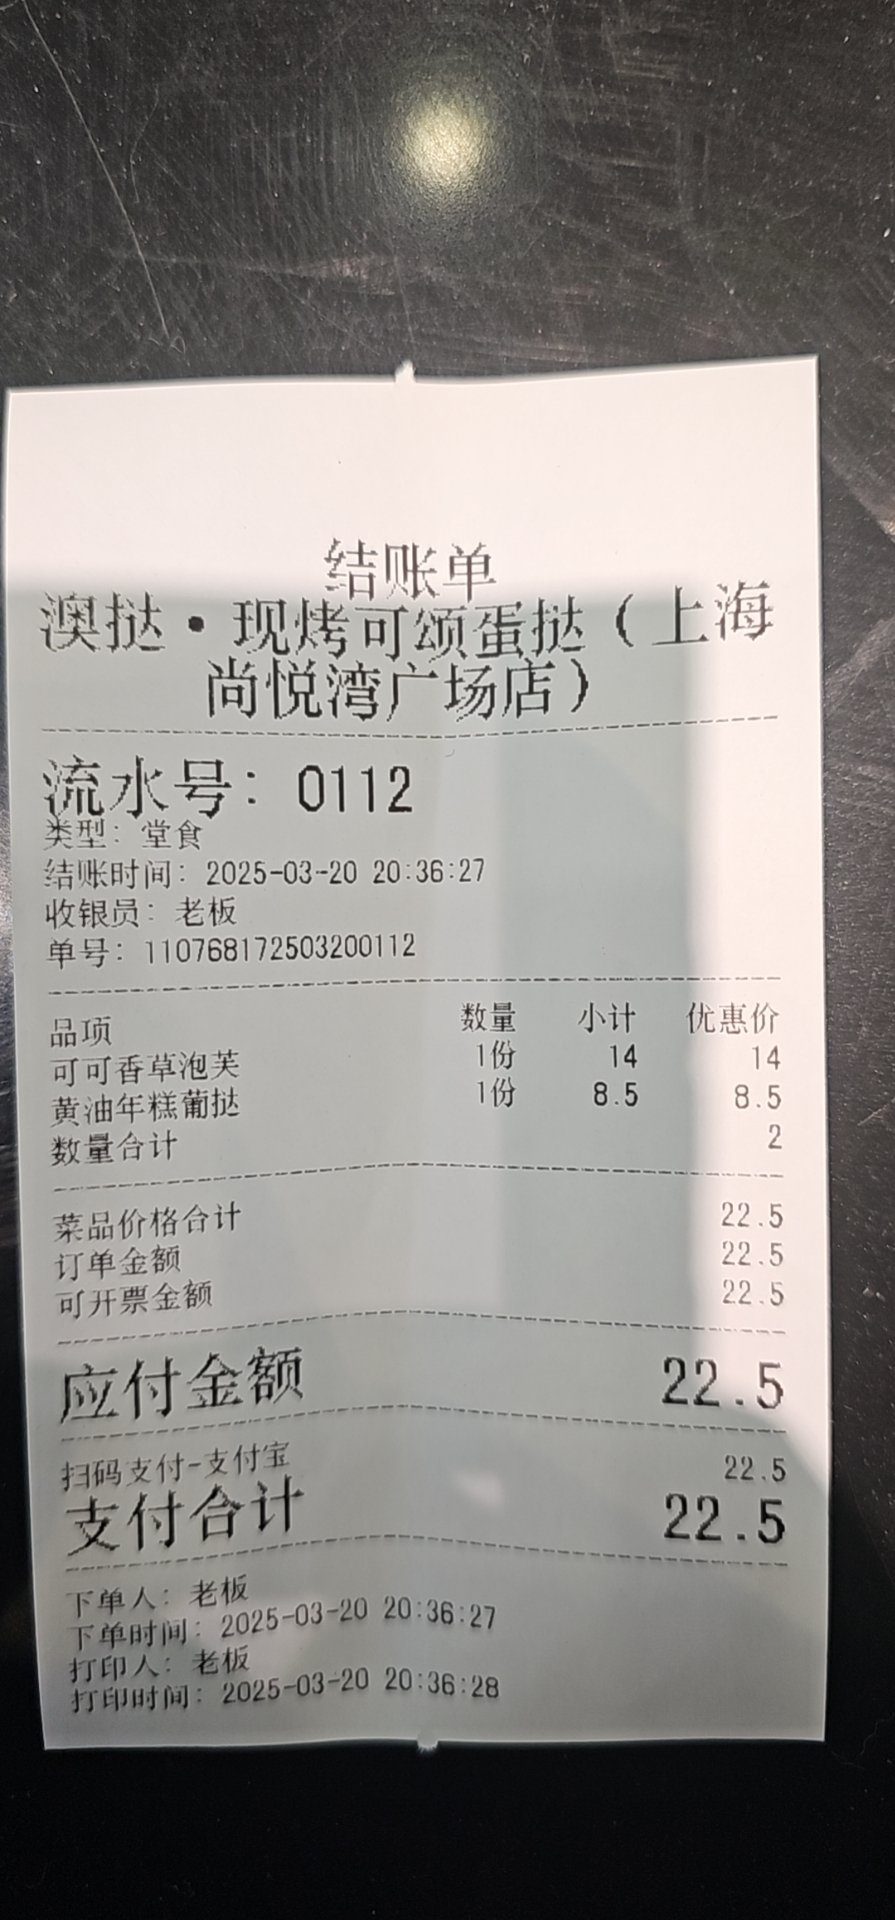 结账单
澳挞·现烤可颂蛋挞（上海
尚悦湾广场店）
流水号：0112
类型：堂食
结账时间：2025-03-20 20:36:27
收银员：老板
单号：110768172503200112
品项 数量 小计 优惠价
可可香草泡芙 1份 14 14
黄油年糕葡挞 1份 8.5 8.5
数量合计 2
菜品价格合计 22.5
订单金额 22.5
可开票金额 22.5
应付金额 22.5
扫码支付-支付宝 22.5
支付合计 22.5
下单人：老板
下单时间：2025-03-20 20:36:27
打印人：老板
打印时间：2025-03-20 20:36:28